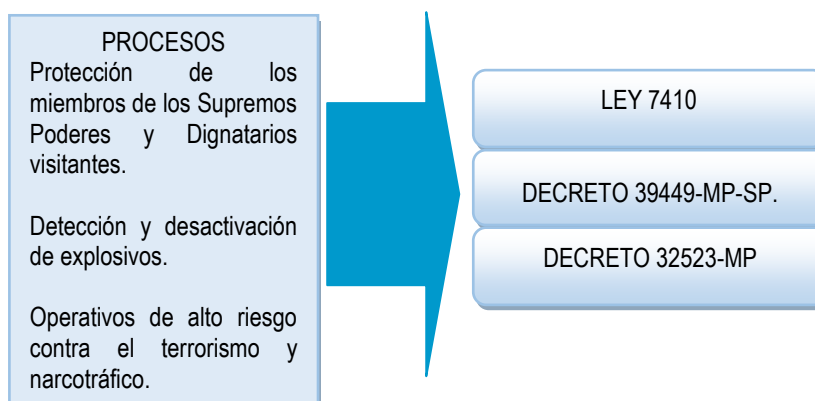 PROCESOS
Protección de los
miembros de los Supremos
Poderes y Dignatarios
visitantes.
Detección y desactivación
de explosivos.
Operativos de alto riesgo
contra el terrorismo y
narcotráfico.
LEY 7410
DECRETO 39449-MP-SP.
DECRETO 32523-MP